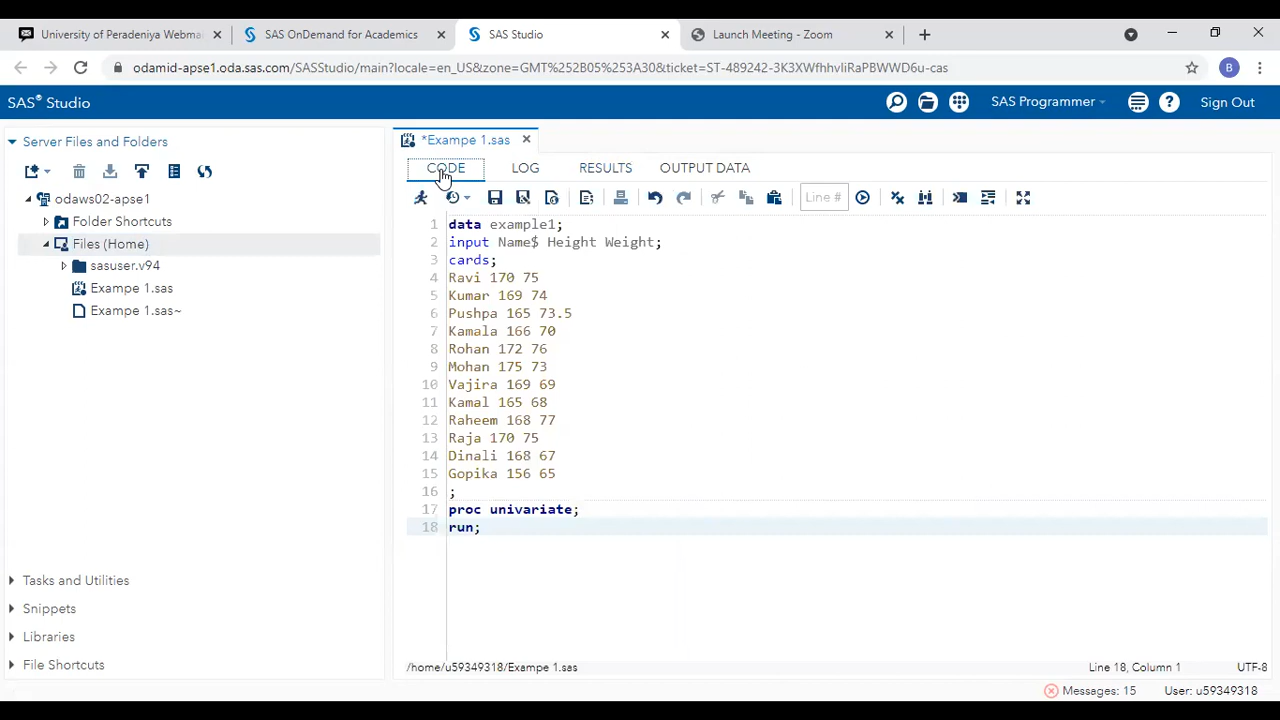 University of Peradeniya Webma
SAS OnDemand for Academics
SAS Studio
Launch Meeting - Zoom
odamid-apse1.oda.sas.com/SASStudio/main?locale=en_US&zone=GMT%252B05%253A30&ticket=ST-489242-3K3XWfhhvIiRaPBWWD6u-cas
B
SAS® Studio
SAS Programmer
Sign Out
Server Files and Folders
*Exampe 1.sas
CODE LOG RESULTS OUTPUT DATA
Line #
odaws02-apse1
Folder Shortcuts
Files (Home)
sasuser.v94
Exampe 1.sas
Exampe 1.sas~
1 data example1;
2 input Name$ Height Weight;
3 cards;
4 Ravi 170 75
5 Kumar 169 74
6 Pushpa 165 73.5
7 Kamala 166 70
8 Rohan 172 76
9 Mohan 175 73
10 Vajira 169 69
11 Kamal 165 68
12 Raheem 168 77
13 Raja 170 75
14 Dinali 168 67
15 Gopika 156 65
16 ;
17 proc univariate;
18 run;
Tasks and Utilities
Snippets
Libraries
File Shortcuts
/home/u59349318/Exampe 1.sas
Line 18, Column 1
UTF-8
Messages: 15
User: u59349318